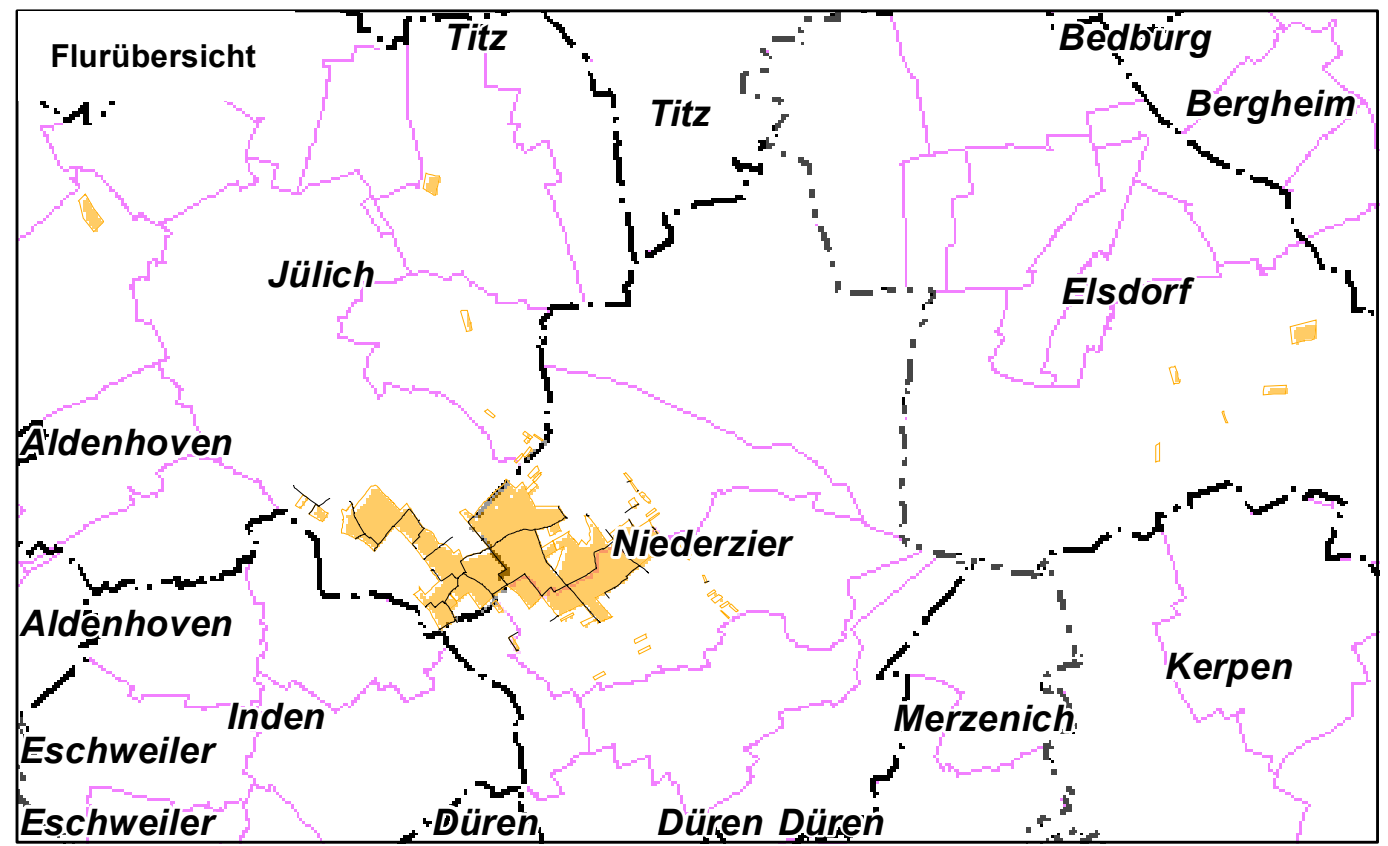 Titz
Bedburg
Flurübersicht
Titz
Bergheim
Jülich
Elsdorf
Aldenhoven
Niederzier
Aldenhoven
Kerpen
Inden
Merzenich
Eschweiler
Eschweiler
Düren
Düren
Düren